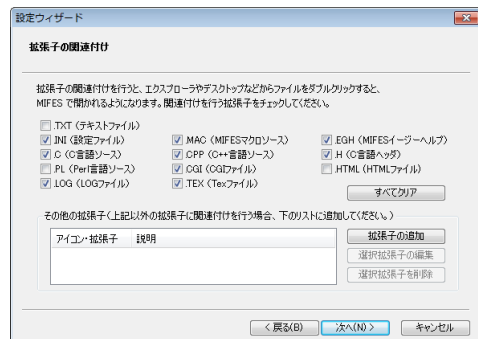 設定ウィザード
拡張子の関連付け
拡張子の関連付けを行うと、エクスプローラやデスクトップなどからファイルをダブルクリックすると、
MIFES で開かれるようになります。関連付けを行う拡張子をチェックしてください。
.TXT (テキストファイル)
.INI (設定ファイル) .MAC (MIFESマクロソース) .EGH (MIFESイージーヘルプ)
.C (C言語ソース) .CPP (C++言語ソース) .H (C言語ヘッダ)
.PL (Perl言語ソース) .CGI (CGIファイル) .HTML (HTMLファイル)
.LOG (LOGファイル) .TEX (Texファイル)
すべてクリア
その他の拡張子(上記以外の拡張子に関連付けを行う場合、下のリストに追加してください。)
アイコン・拡張子 説明
拡張子の追加
選択拡張子の編集
選択拡張子を削除
< 戻る(B) 次へ(N) > キャンセル